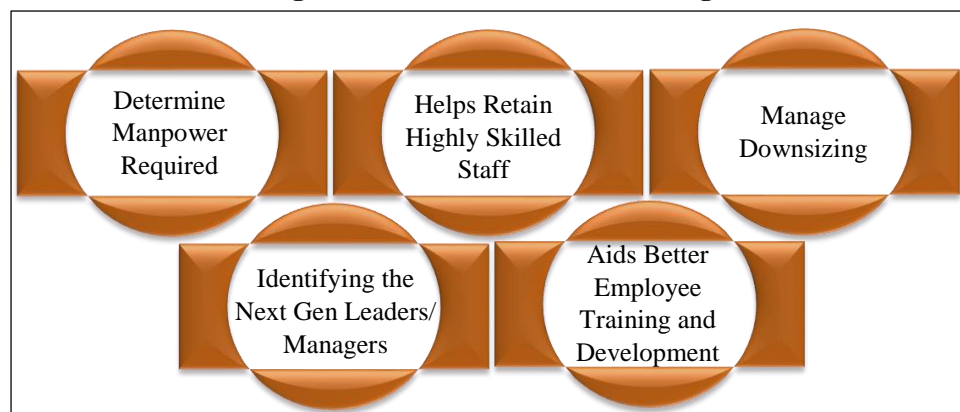 Determine
Manpower
Required
Helps Retain
Highly Skilled
Staff
Manage
Downsizing
Identifying the
Next Gen Leaders/
Managers
Aids Better
Employee
Training and
Development